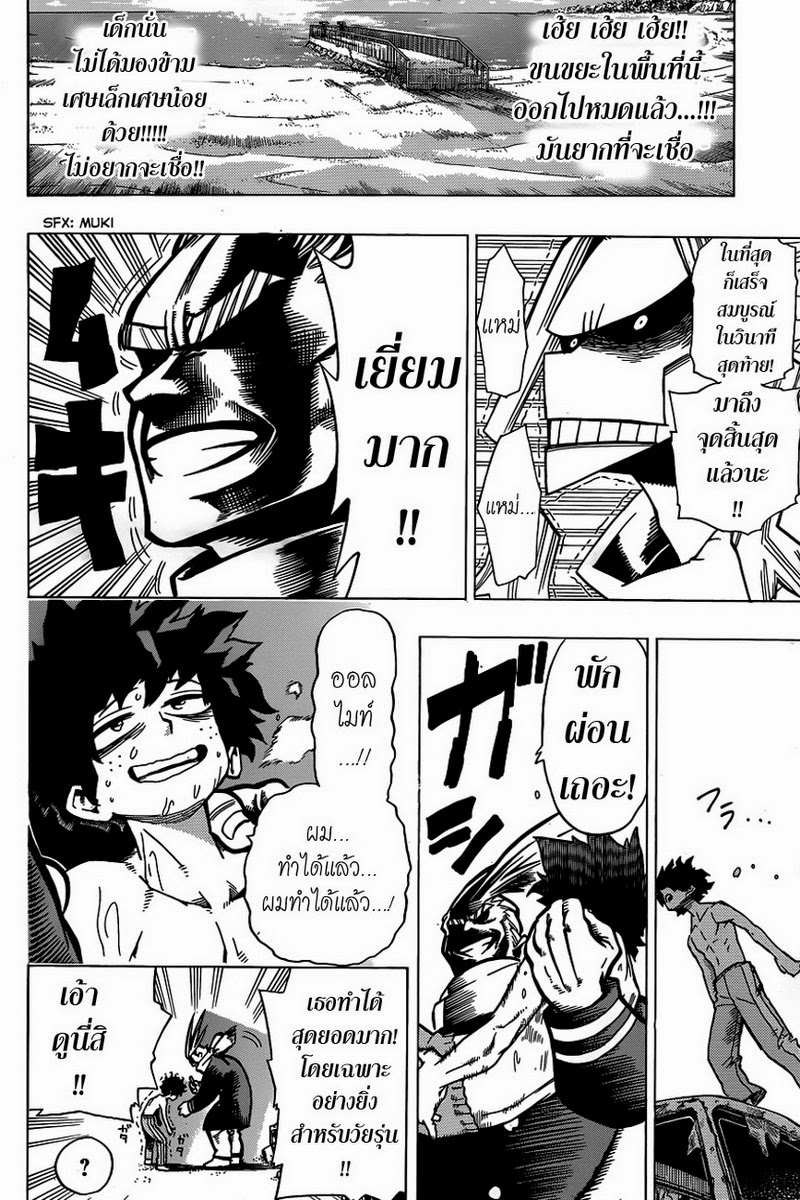 เฮ้ย เฮ้ย เฮ้ย!!
ขนขยะในพื้นที่นี้
ออกไปหมดแล้ว...!!!
มันยากที่จะเชื่อ
เด็กนั่น
ไม่ได้มองข้าม
เศษเล็กเศษน้อย
ด้วย!!!!!
ไม่อยากจะเชื่อ!!
SFX: MUKI
ในที่สุด
ก็เสร็จ
สมบูรณ์
ในวินาที
สุดท้าย!
มาถึง
จุดสิ้นสุด
แล้วนะ
!!
แหม่
แหม่...
เยี่ยม
มาก
!!
ムキ
フラ...
พัก
ผ่อน
เถอะ!
ガシ
ออล
ไมท์
...!!
ผม...
ทำได้แล้ว...
ผมทำได้แล้ว...!
เธอทำได้
สุดยอดมาก!
โดยเฉพาะ
อย่างยิ่ง
สำหรับวัยรุ่น
!!
เอ้า
ดูนี่สิ
!!
ガタ
ガタ
?